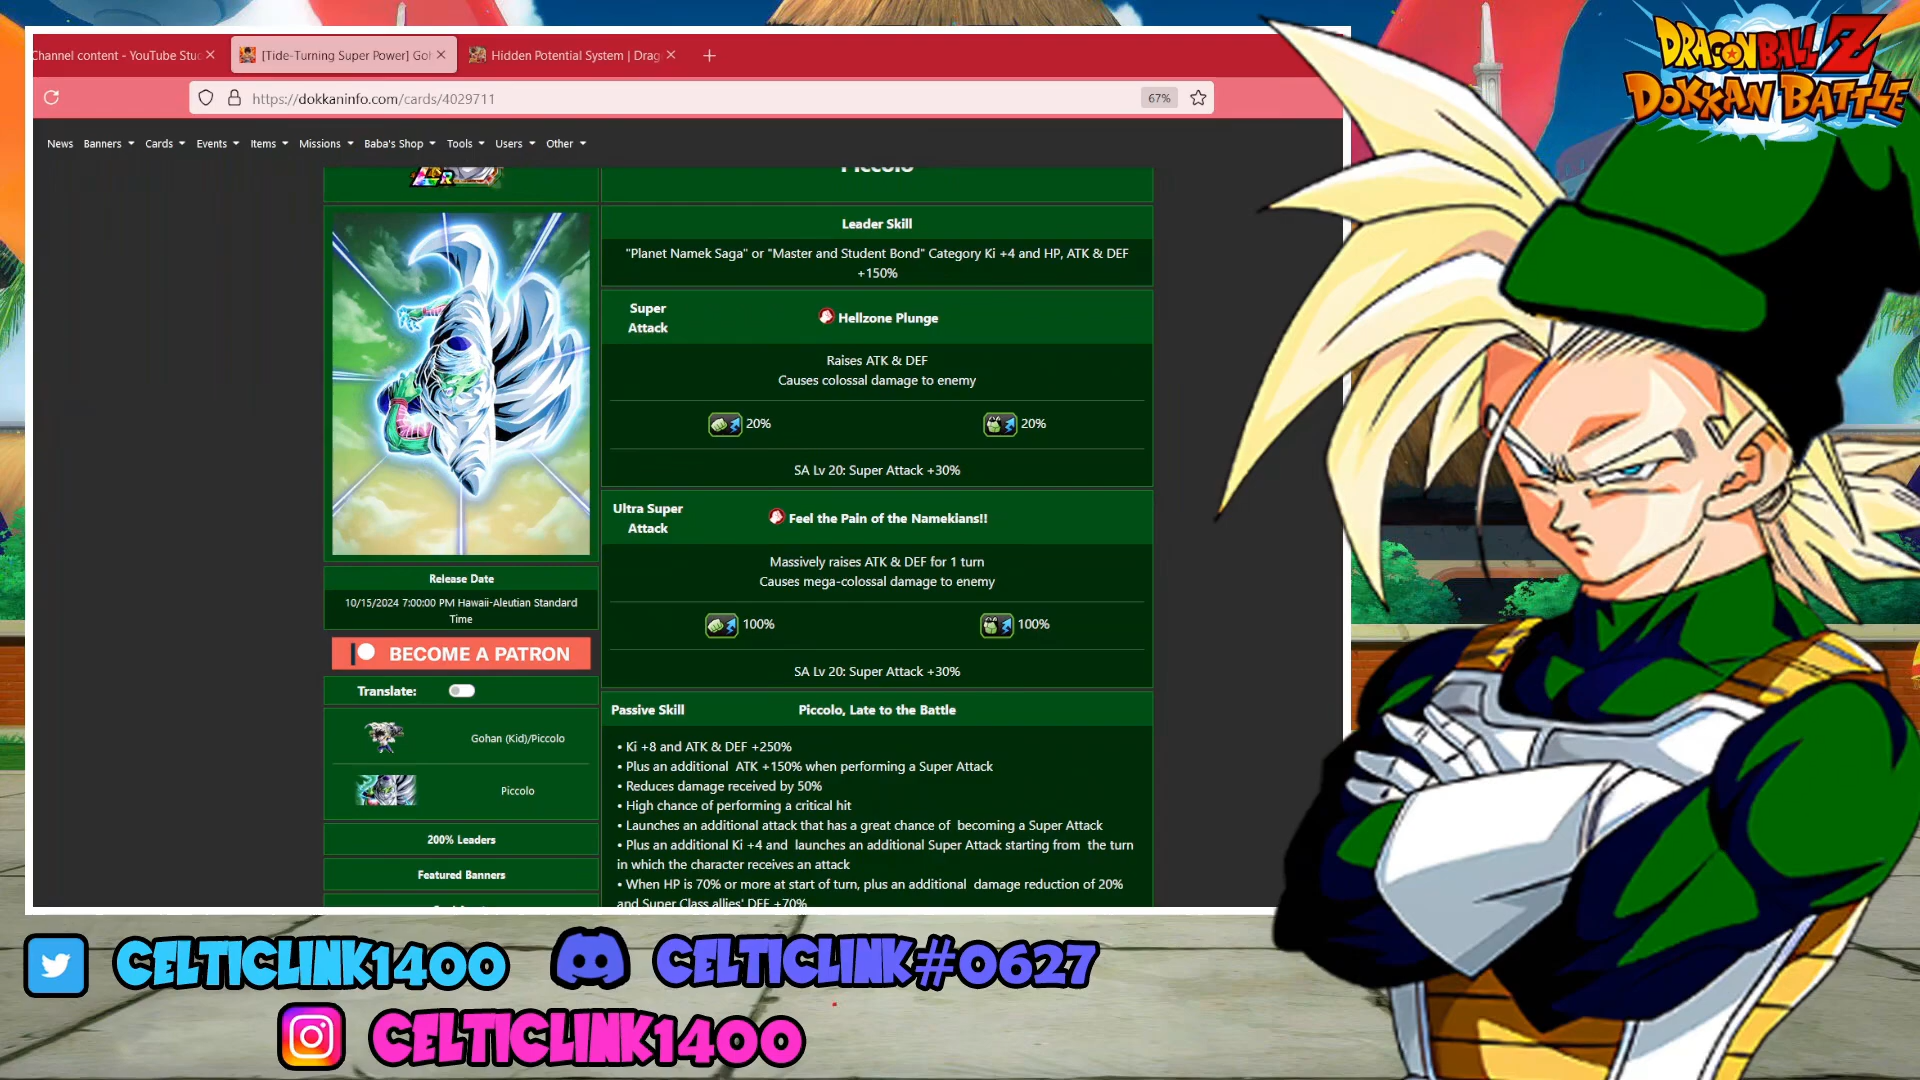 Channel content - YouTube Stu
[Tide-Turning Super Power] Go
Hidden Potential System | Drag
https://dokkaninfo.com/cards/4029711
67%
News
Banners
Cards
Events
Items
Missions
Baba's Shop
Tools
Users
Other
LR
Piccolo
Leader Skill
"Planet Namek Saga" or "Master and Student Bond" Category Ki +4 and HP, ATK & DEF
+150%
Super
Attack
Hellzone Plunge
Raises ATK & DEF
Causes colossal damage to enemy
20%
20%
SA Lv 20: Super Attack +30%
Ultra Super
Attack
Feel the Pain of the Namekians!!
Massively raises ATK & DEF for 1 turn
Causes mega-colossal damage to enemy
100%
100%
SA Lv 20: Super Attack +30%
Passive Skill
Piccolo, Late to the Battle
• Ki +8 and ATK & DEF +250%
• Plus an additional ATK +150% when performing a Super Attack
• Reduces damage received by 50%
• High chance of performing a critical hit
• Launches an additional attack that has a great chance of becoming a Super Attack
• Plus an additional Ki +4 and launches an additional Super Attack starting from the turn
in which the character receives an attack
• When HP is 70% or more at start of turn, plus an additional damage reduction of 20%
and Super Class allies' DEF +70%
Release Date
10/15/2024 7:00:00 PM Hawaii-Aleutian Standard
Time
BECOME A PATRON
Translate:
Gohan (Kid)/Piccolo
Piccolo
200% Leaders
Featured Banners
DRAGON BALL Z
DOKKAN BATTLE
CELTICLINK1400
CELTICLINK#0627
CELTICLINK1400